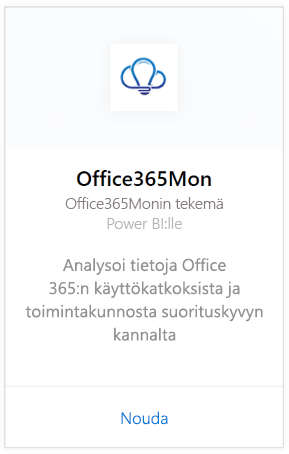 Office365Mon
Office365Monin tekemä
Power BI:lle
Analysoi tietoja Office
365:n käyttökatkoksista ja
toimintakunnosta suorituskyvyn
kannalta
Nouda